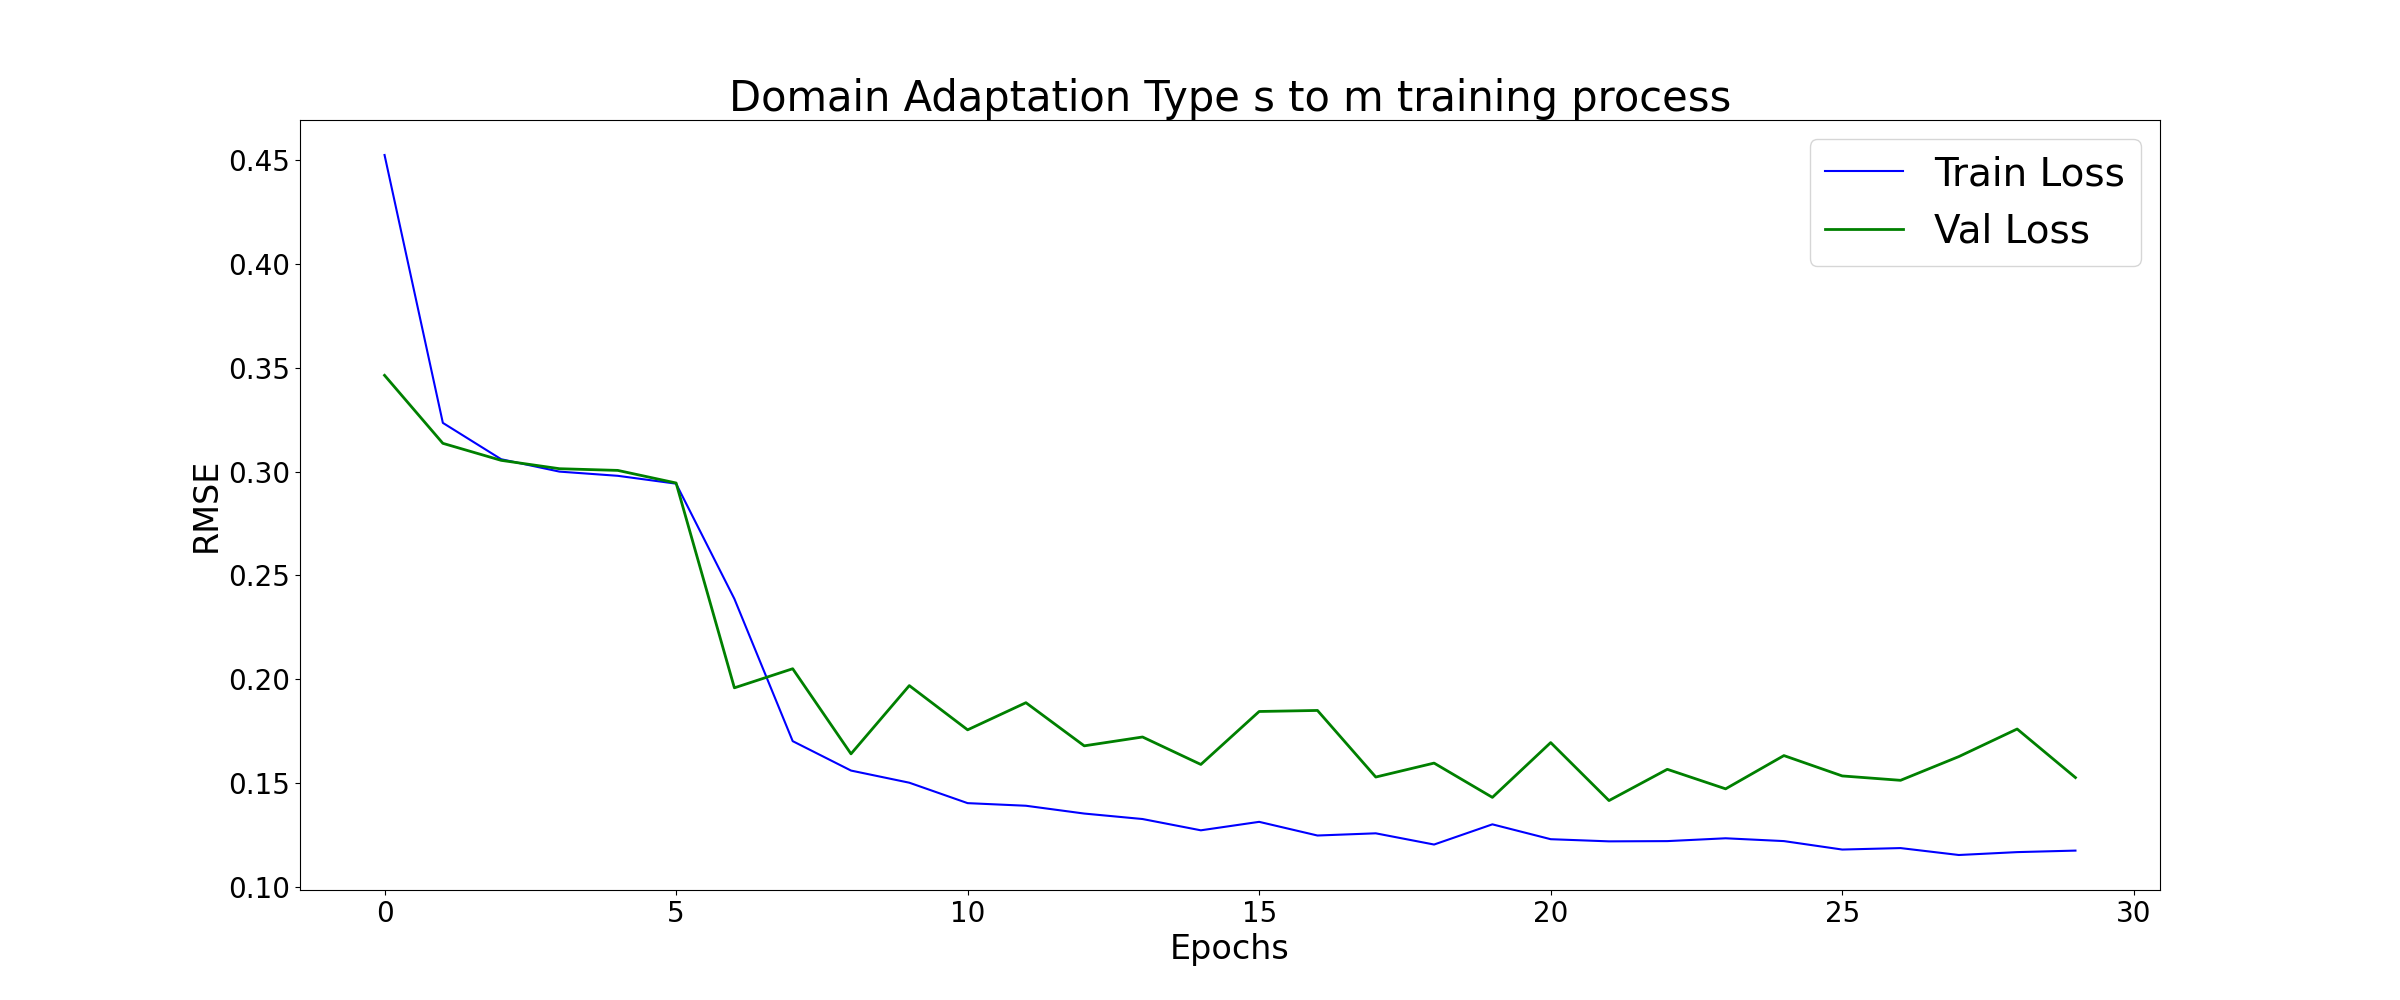 Domain Adaptation Type s to m training process
Train Loss
Val Loss
0.45
0.40
0.35
0.30
0.25
0.20
0.15
0.10
RMSE
0 5 10 15 20 25 30
Epochs